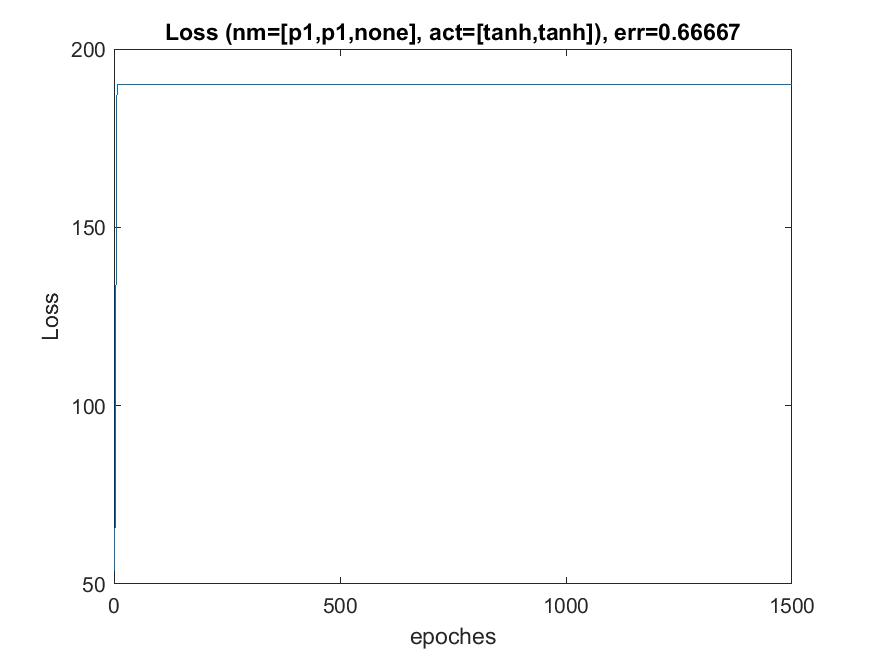 Loss (nm=[p1,p1,none], act=[tanh,tanh]), err=0.66667
200
150
100
50
Loss
0 500 1000 1500
epoches